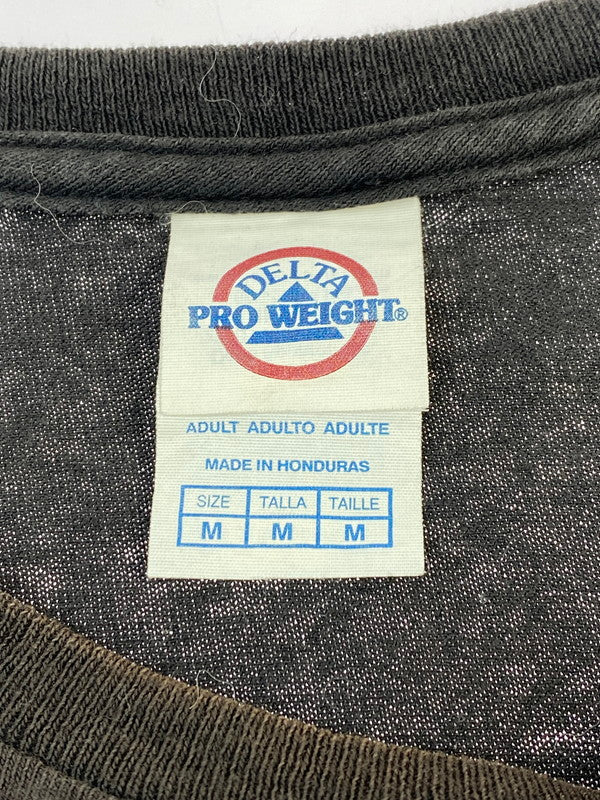 DELTA
PRO WEIGHT®
ADULT ADULTO ADULTE
MADE IN HONDURAS
SIZE TALLA TAILLE
M M M